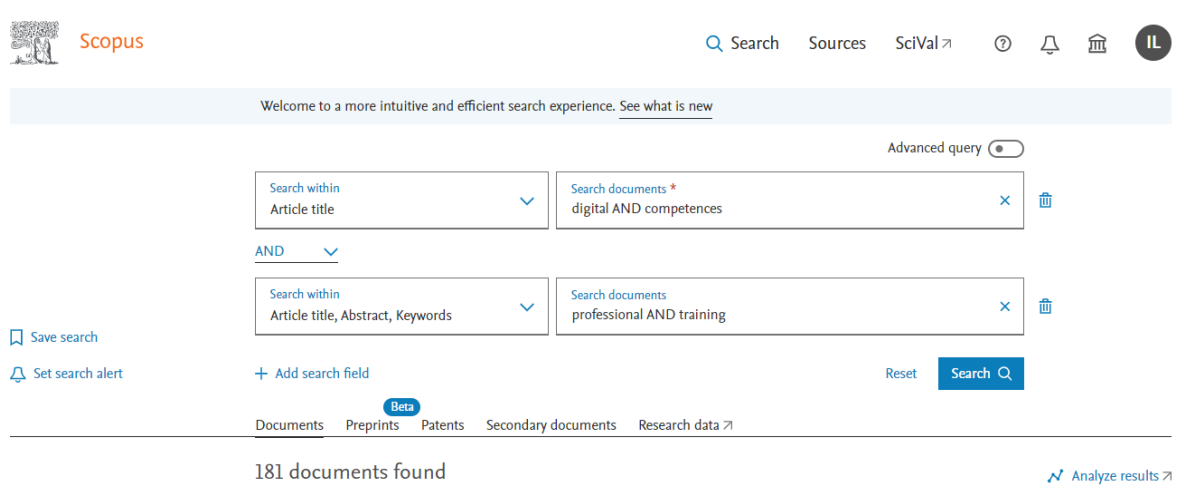 Scopus
Search Sources SciVal IL
Welcome to a more intuitive and efficient search experience. See what is new
Advanced query
Search within
Article title
Search documents *
digital AND competences
AND
Search within
Article title, Abstract, Keywords
Search documents
professional AND training
Save search
Set search alert
+ Add search field
Reset
Search
Beta
Documents Preprints Patents Secondary documents Research data
181 documents found
Analyze results